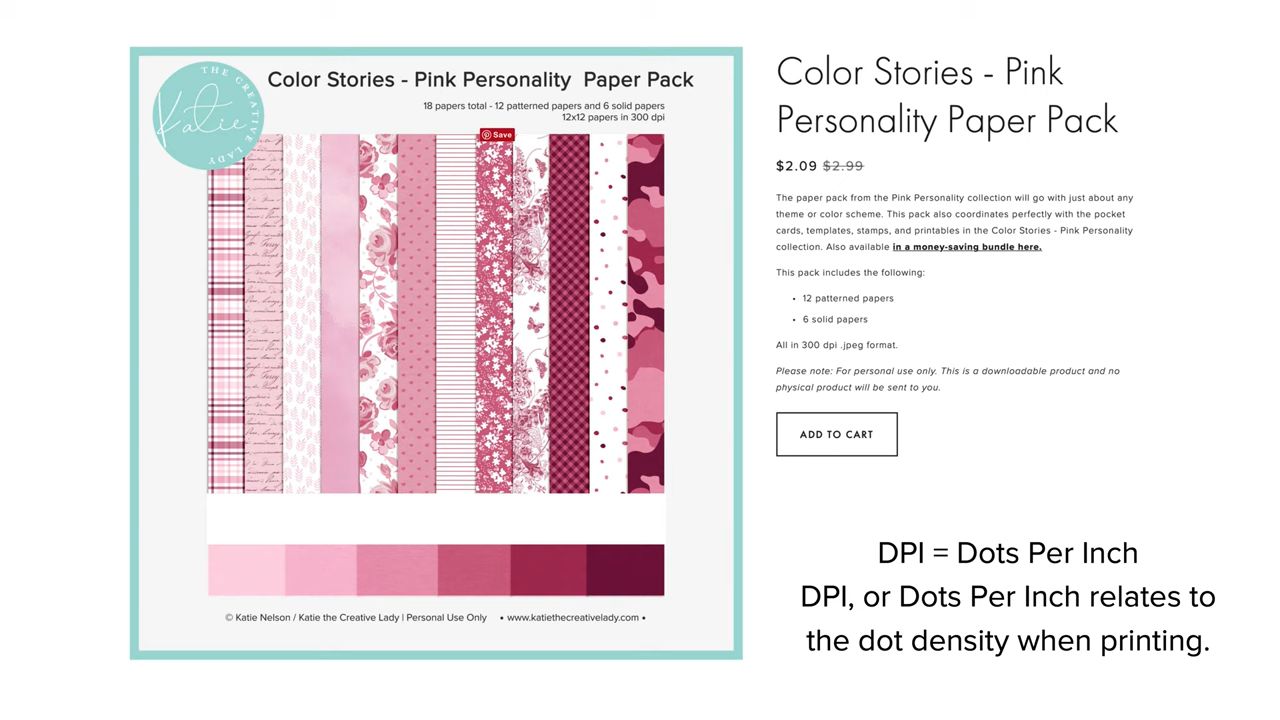 THE CREATIVE LADY
Katie
Color Stories - Pink Personality Paper Pack
18 papers total - 12 patterned papers and 6 solid papers
12x12 papers in 300 dpi
Save
© Katie Nelson / Katie the Creative Lady | Personal Use Only • www.katiethecreativelady.com •
Color Stories - Pink
Personality Paper Pack
$2.09 $2.99
The paper pack from the Pink Personality collection will go with just about any
theme or color scheme. This pack also coordinates perfectly with the pocket
cards, templates, stamps, and printables in the Color Stories - Pink Personality
collection. Also available in a money-saving bundle here.
This pack includes the following:
• 12 patterned papers
• 6 solid papers
All in 300 dpi .jpeg format.
Please note: For personal use only. This is a downloadable product and no
physical product will be sent to you.
ADD TO CART
DPI = Dots Per Inch
DPI, or Dots Per Inch relates to
the dot density when printing.